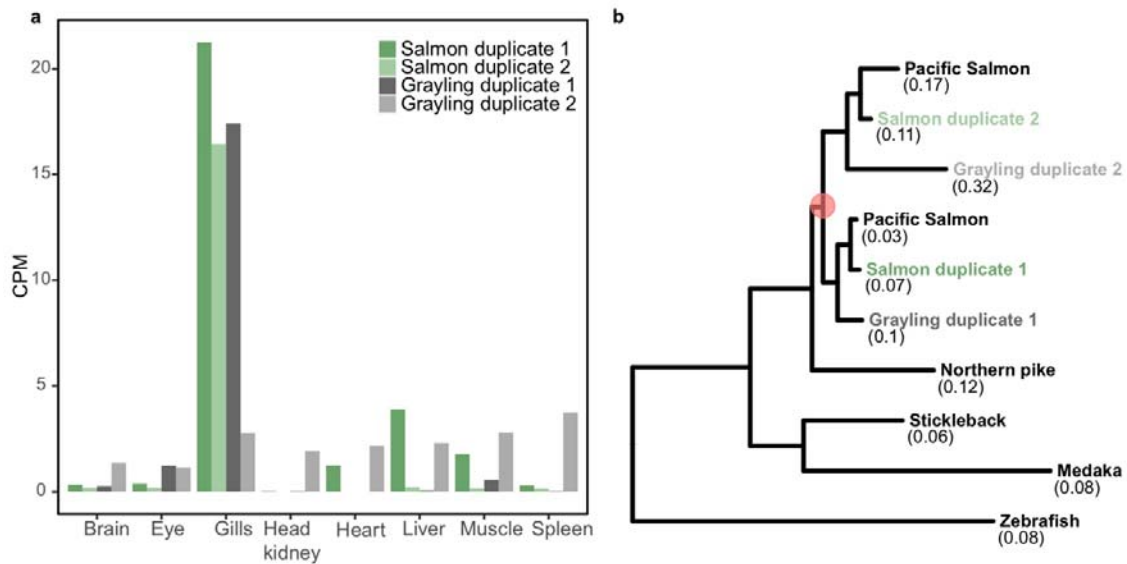 a
CPM
20
15
10
5
0
Salmon duplicate 1
Salmon duplicate 2
Grayling duplicate 1
Grayling duplicate 2
Brain Eye Gills Head kidney Heart Liver Muscle Spleen
b
Pacific Salmon
(0.17)
Salmon duplicate 2
(0.11)
Grayling duplicate 2
(0.32)
Pacific Salmon
(0.03)
Salmon duplicate 1
(0.07)
Grayling duplicate 1
(0.1)
Northern pike
(0.12)
Stickleback
(0.06)
Medaka
(0.08)
Zebrafish
(0.08)